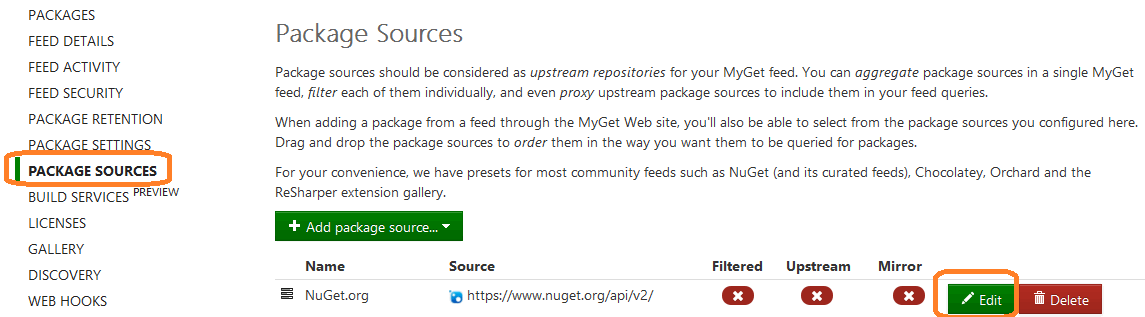 PACKAGES
FEED DETAILS
FEED ACTIVITY
FEED SECURITY
PACKAGE RETENTION
PACKAGE SETTINGS
PACKAGE SOURCES
BUILD SERVICES PREVIEW
LICENSES
GALLERY
DISCOVERY
WEB HOOKS
Package Sources
Package sources should be considered as upstream repositories for your MyGet feed. You can aggregate package sources in a single MyGet
feed, filter each of them individually, and even proxy upstream package sources to include them in your feed queries.
When adding a package from a feed through the MyGet Web site, you'll also be able to select from the package sources you configured here.
Drag and drop the package sources to order them in the way you want them to be queried for packages.
For your convenience, we have presets for most community feeds such as NuGet (and its curated feeds), Chocolatey, Orchard and the
ReSharper extension gallery.
Add package source...
Name Source Filtered Upstream Mirror
NuGet.org https://www.nuget.org/api/v2/ Edit Delete